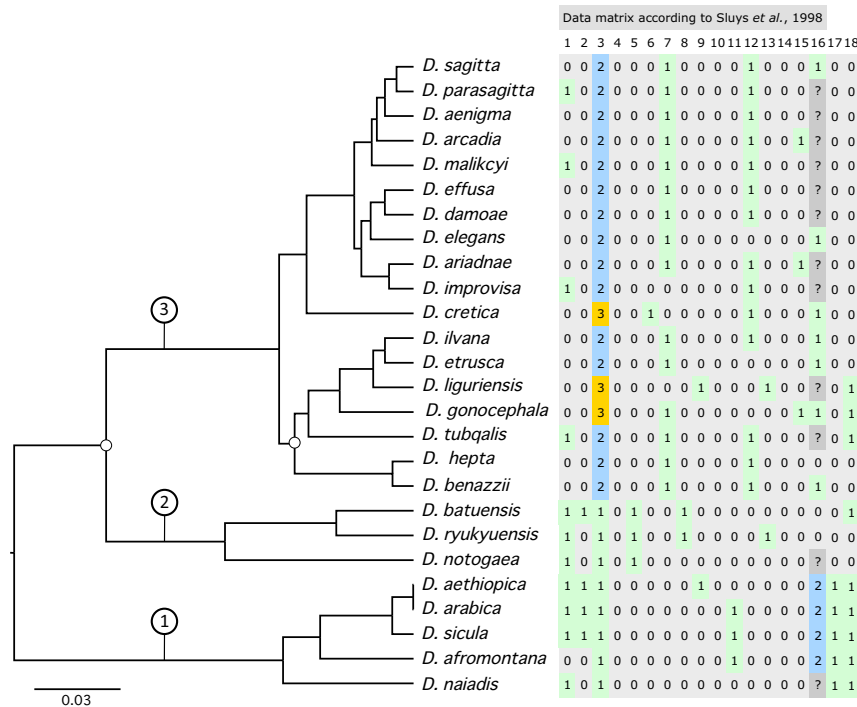 Data matrix according to Sluys et al., 1998
1 2 3 4 5 6 7 8 9 10 11 12 13 14 15 16 17 18
D. sagitta 0 0 2 0 0 0 1 0 0 0 0 1 0 0 0 1 0 0
D. parasagitta 1 0 2 0 0 0 1 0 0 0 0 1 0 0 0 ? 0 0
D. aenigma 0 0 2 0 0 0 1 0 0 0 0 1 0 0 0 ? 0 0
D. arcadia 0 0 2 0 0 0 1 0 0 0 0 1 0 0 1 ? 0 0
D. malikcyi 1 0 2 0 0 0 1 0 0 0 0 1 0 0 0 ? 0 0
D. effusa 0 0 2 0 0 0 1 0 0 0 0 1 0 0 0 ? 0 0
D. damoae 0 0 2 0 0 0 1 0 0 0 0 1 0 0 0 ? 0 0
D. elegans 0 0 2 0 0 0 1 0 0 0 0 0 0 0 0 1 0 0
D. ariadnae 0 0 2 0 0 0 1 0 0 0 0 1 0 0 1 ? 0 0
D. improvisa 1 0 2 0 0 0 1 0 0 0 0 1 0 0 0 ? 0 0
3
D. cretica 0 0 3 0 0 1 0 0 0 0 0 1 0 0 0 1 0 0
D. ilvana 0 0 2 0 0 0 1 0 0 0 0 1 0 0 0 1 0 0
D. etrusca 0 0 2 0 0 0 1 0 0 0 0 0 0 0 0 1 0 0
D. liguriensis 0 0 3 0 0 0 0 0 1 0 0 0 1 0 0 ? 0 1
D. gonocephala 0 0 3 0 0 0 1 0 0 0 0 0 0 0 1 1 0 1
D. tubqalis 1 0 2 0 0 0 1 0 0 0 0 1 0 0 0 ? 0 1
D. hepta 0 0 2 0 0 0 1 0 0 0 0 1 0 0 0 0 0 0
D. benazzii 0 0 2 0 0 0 1 0 0 0 0 1 0 0 0 1 0 0
D. batuensis 1 1 1 0 1 0 0 1 0 0 0 0 0 0 0 0 0 1
2
D. ryukyuensis 1 0 1 0 1 0 0 1 0 0 0 0 1 0 0 0 0 0
D. notogaea 1 0 1 0 1 0 0 0 0 0 0 0 0 0 0 ? 0 0
D. aethiopica 1 1 1 0 0 0 0 0 1 0 0 0 0 0 0 2 1 1
D. arabica 1 1 1 0 0 0 0 0 0 0 1 0 0 0 0 2 1 1
1
D. sicula 1 1 1 0 0 0 0 0 0 0 1 0 0 0 0 2 1 1
D. afromontana 0 0 1 0 0 0 0 0 0 0 1 0 0 0 0 2 1 1
D. naiadis 1 0 1 0 0 0 0 0 0 0 0 0 0 0 0 ? 1 1
0.03